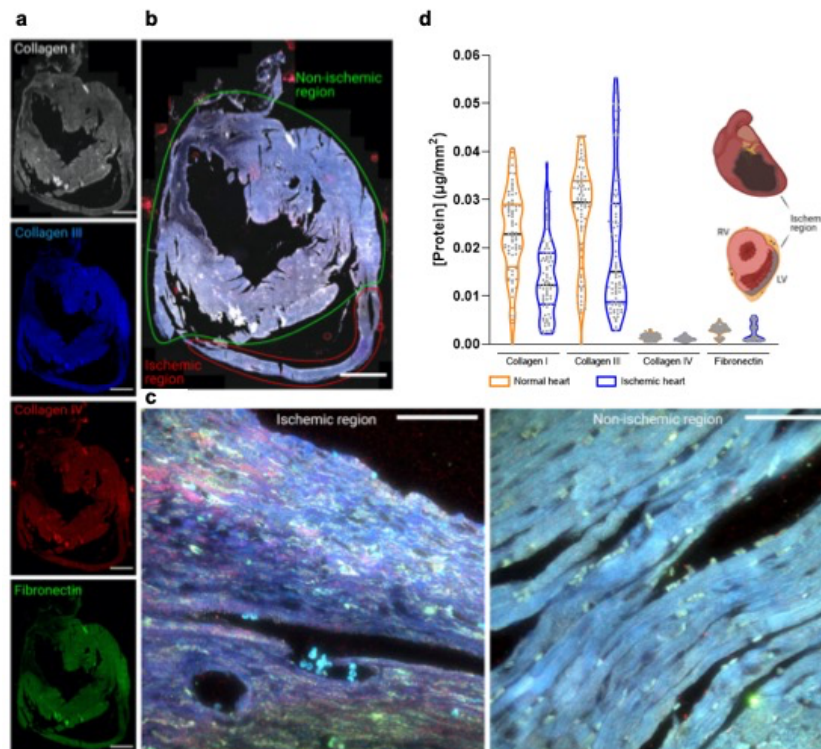 a
Collagen I
Collagen III
Collagen IV
Fibronectin
b
Non-ischemic
region
Ischemic
region
c
Ischemic region
Non-ischemic region
d
[Protein] (µg/mm²)
0.06
0.05
0.04
0.03
0.02
0.01
0.00
Collagen I
Collagen III
Collagen IV
Fibronectin
Normal heart
Ischemic heart
Ischemic
region
RV
LV